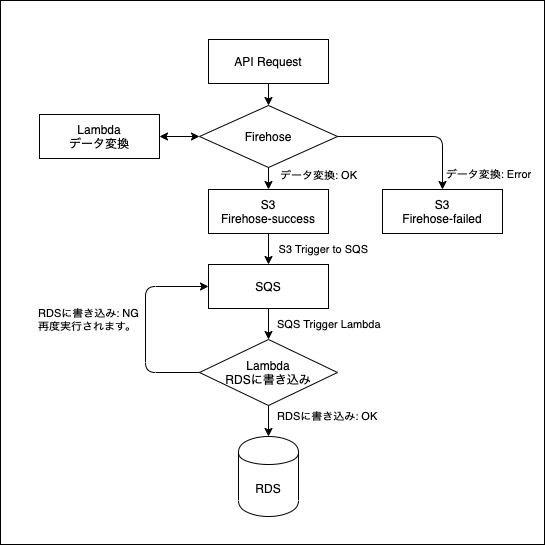 API Request
Lambda
データ変換
Firehose
データ変換: OK
データ変換: Error
S3
Firehose-success
S3
Firehose-failed
S3 Trigger to SQS
SQS
RDSに書き込み: NG
再度実行されます。
SQS Trigger Lambda
Lambda
RDSに書き込み
RDSに書き込み: OK
RDS